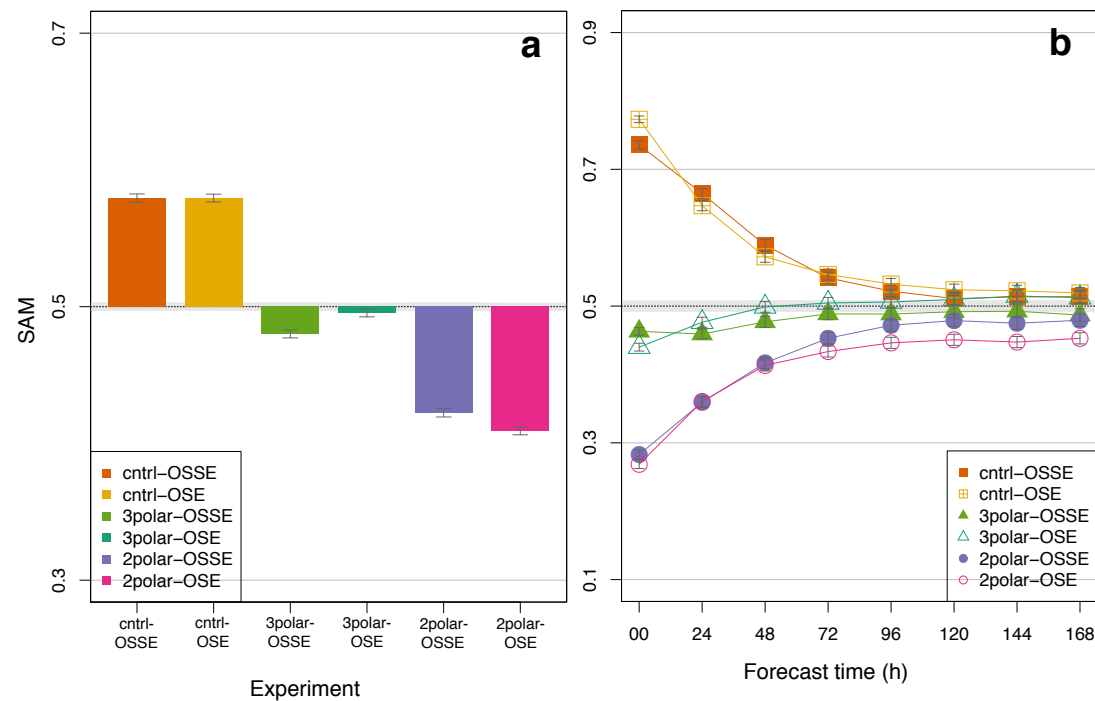 a
0.7
0.5
0.3
SAM
cntrl-OSSE
cntrl-OSE
3polar-OSSE
3polar-OSE
2polar-OSSE
2polar-OSE
cntrl-
OSSE
cntrl-
OSE
3polar-
OSSE
3polar-
OSE
2polar-
OSSE
2polar-
OSE
Experiment
b
0.9
0.7
0.5
0.3
0.1
cntrl-OSSE
cntrl-OSE
3polar-OSSE
3polar-OSE
2polar-OSSE
2polar-OSE
00 24 48 72 96 120 144 168
Forecast time (h)